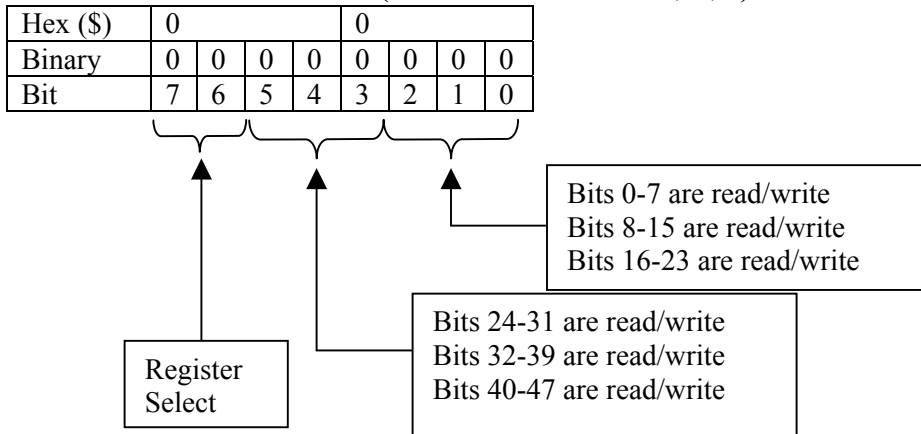 Hex ($) 0 0
Binary 0 0 0 0 0 0 0 0
Bit 7 6 5 4 3 2 1 0
Bits 0-7 are read/write
Bits 8-15 are read/write
Bits 16-23 are read/write
Bits 24-31 are read/write
Bits 32-39 are read/write
Bits 40-47 are read/write
Register
Select